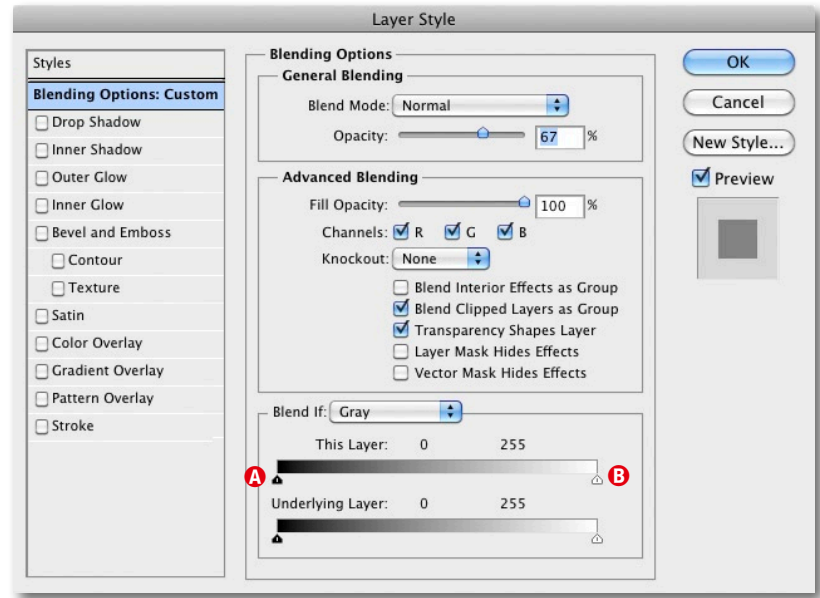 Layer Style
Styles
Blending Options: Custom
Drop Shadow
Inner Shadow
Outer Glow
Inner Glow
Bevel and Emboss
Contour
Texture
Satin
Color Overlay
Gradient Overlay
Pattern Overlay
Stroke
Blending Options
General Blending
Blend Mode: Normal
Opacity: 67 %
Advanced Blending
Fill Opacity: 100 %
Channels: R G B
Knockout: None
Blend Interior Effects as Group
Blend Clipped Layers as Group
Transparency Shapes Layer
Layer Mask Hides Effects
Vector Mask Hides Effects
Blend If: Gray
This Layer: 0 255
A B
Underlying Layer: 0 255
OK
Cancel
New Style...
Preview